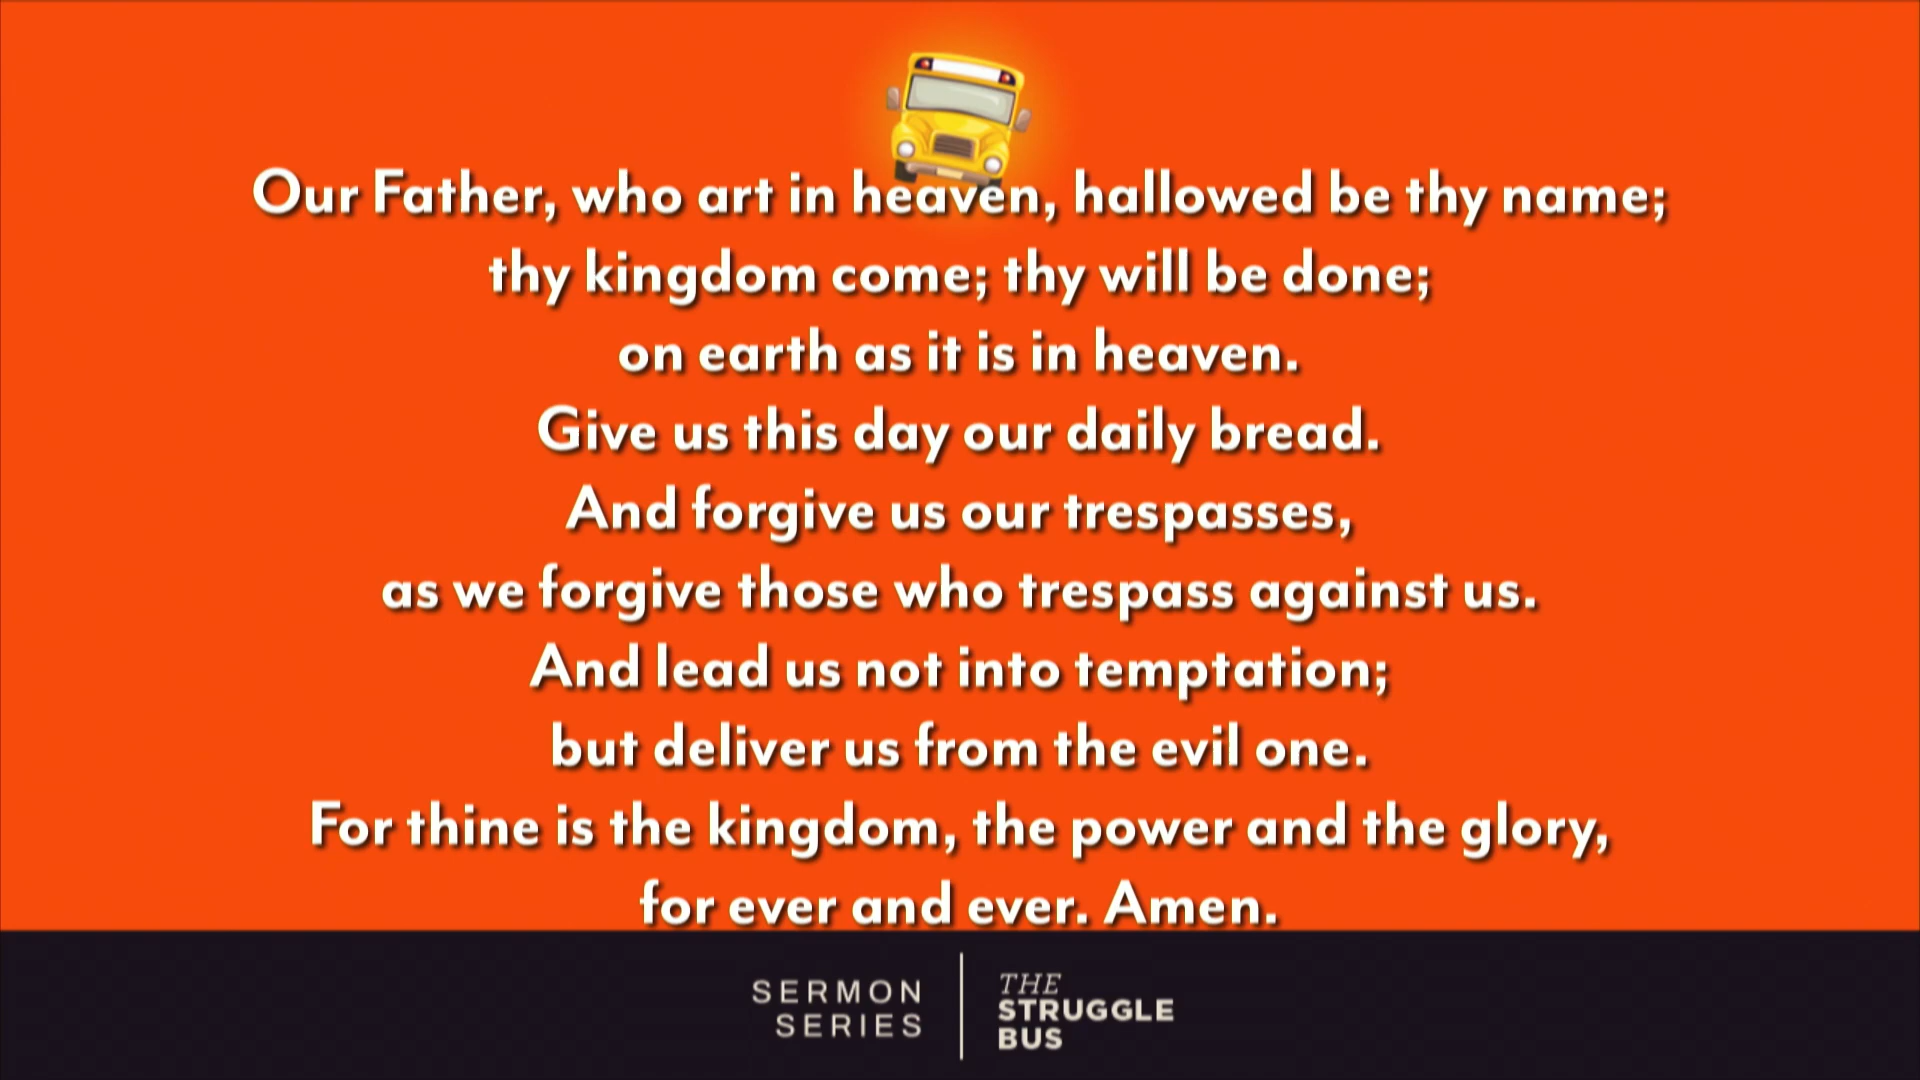 Our Father, who art in heaven, hallowed be thy name;
thy kingdom come; thy will be done;
on earth as it is in heaven.
Give us this day our daily bread.
And forgive us our trespasses,
as we forgive those who trespass against us.
And lead us not into temptation;
but deliver us from the evil one.
For thine is the kingdom, the power and the glory,
for ever and ever. Amen.
SERMON
SERIES
THE
STRUGGLE
BUS